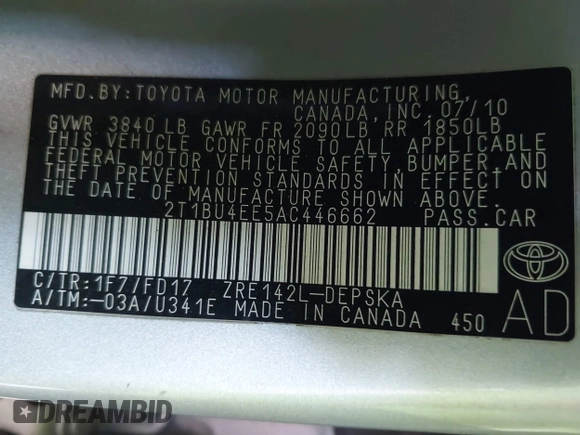 MFD. BY: TOYOTA MOTOR MANUFACTURING,
CANADA, INC. 07/10
GVWR 3840 LB GAWR FR 2090 LB, RR 1850LB
THIS VEHICLE CONFORMS TO ALL APPLICABLE
FEDERAL MOTOR VEHICLE SAFETY, BUMPER, AND
THEFT PREVENTION STANDARDS IN EFFECT ON
THE DATE OF MANUFACTURE SHOWN ABOVE.
2T1BU4EE5AC446662 PASS. CAR
C/TR: 1F7/FD17 ZRE142L-DEPSKA
A/TM: -03A/U341E MADE IN CANADA 450
AD
DREAMBID